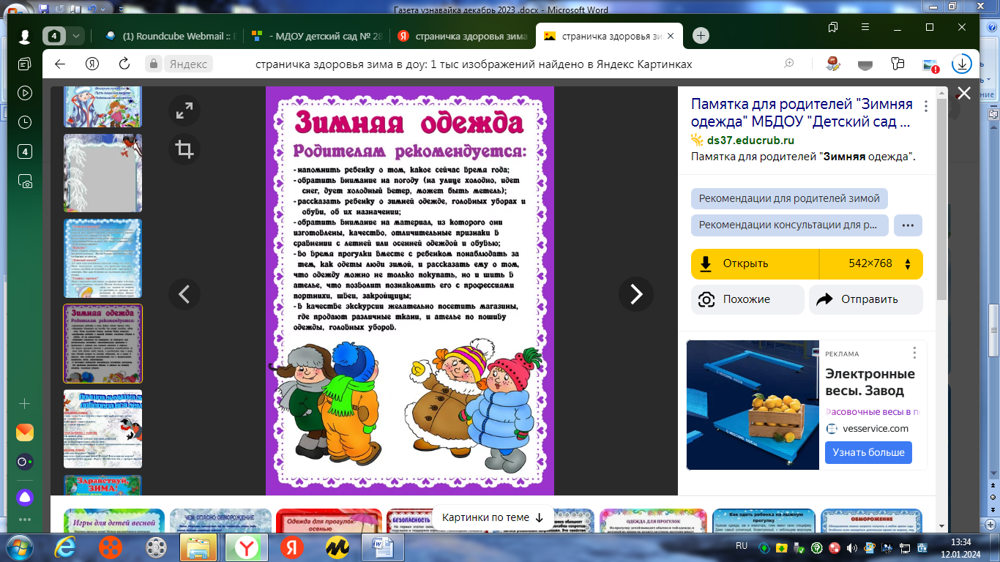 Газета узнавайка декабрь 2023 .docx - Microsoft Word
4
(1) Roundcube Webmail ::
- МДОУ детский сад № 28
страничка здоровья зима
страничка здоровья зи
Яндекс
страничка здоровья зима в доу: 1 тыс изображений найдено в Яндекс Картинках
4
Зимняя одежда
Родителям рекомендуется:
- напомнить ребенку о том, какое сейчас время года;
- обратить внимание на погоду (на улице холодно, идет
снег, дует холодный ветер, может быть метель);
- рассказать ребенку о зимней одежде, головных уборах и
обуви, об их назначении;
- обратить внимание на материал, из которого они
изготовлены, качество, отличительные признаки в
сравнении с летней или осенней одеждой и обувью;
- во время прогулки вместе с ребенком понаблюдать за
тем, как одеты люди зимой, и рассказать ему о том,
что одежду можно не только покупать, но и шить в
ателье, что позволит познакомить его с профессиями
портнихи, швеи, закройщицы;
- в качестве экскурсии желательно посетить магазины,
где продают различные ткани, и ателье по пошиву
одежды, головных уборов.
Памятка для родителей "Зимняя
одежда" МБДОУ "Детский сад ...
ds37.educrub.ru
Памятка для родителей "Зимняя одежда".
Рекомендации для родителей зимой
Рекомендации консультации для р...
Открыть
542×768
Похожие
Отправить
РЕКЛАМА
Электронные
весы. Завод
Расовочные весы в п
vesservice.com
Узнать больше
Зимняя одежда
Родителям рекомендуется:
Здравствуй,
ЗИМА!
Игры для детей весной
ЧЕМ ОПАСНО ОБМОРОЖЕНИЕ
Одежда для прогулок
осенью
БЕЗОПАСНОСТЬ
Картинки по теме
ОДЕЖДА ДЛЯ ПРОГУЛОК
Как одеть ребенка на лыжную
прогулку
ОБМОРОЖЕНИЕ
RU
13:34
12.01.2024